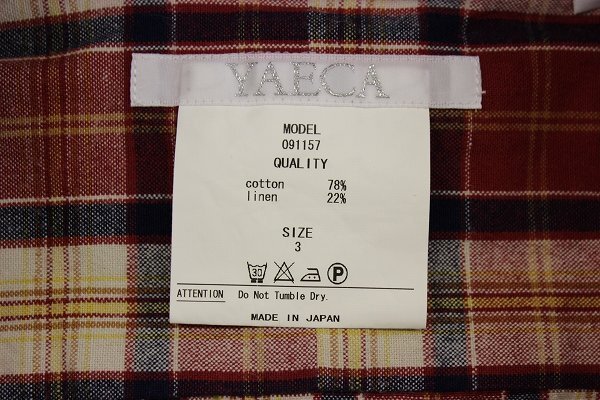 YAECA
MODEL
091157
QUALITY
cotton 78%
linen 22%
SIZE
3
30 P
ATTENTION Do Not Tumble Dry.
MADE IN JAPAN